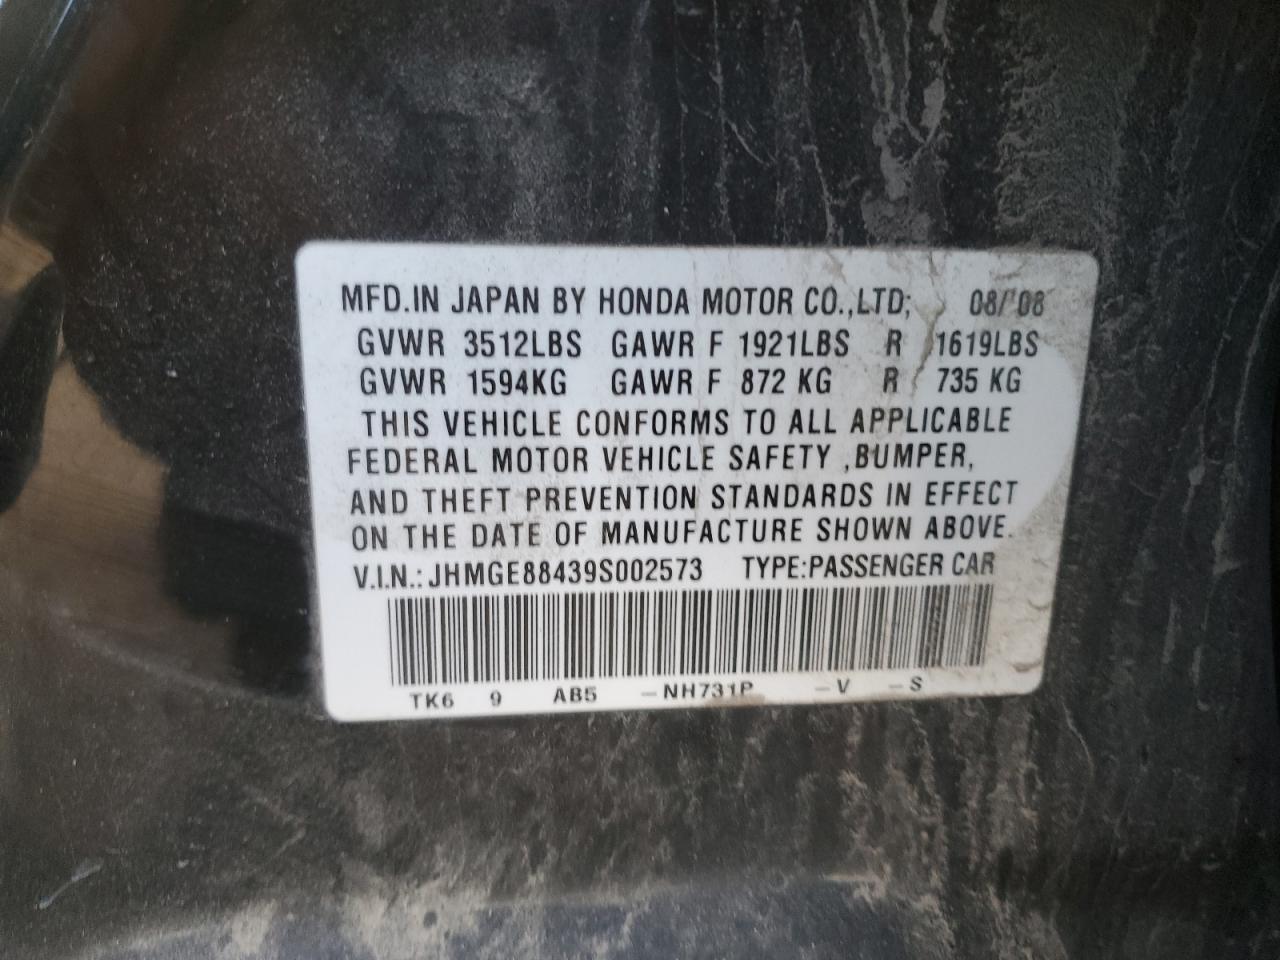 MFD.IN JAPAN BY HONDA MOTOR CO.,LTD; 08/'08
GVWR 3512LBS GAWR F 1921LBS R 1619LBS
GVWR 1594KG GAWR F 872 KG R 735 KG
THIS VEHICLE CONFORMS TO ALL APPLICABLE
FEDERAL MOTOR VEHICLE SAFETY ,BUMPER,
AND THEFT PREVENTION STANDARDS IN EFFECT
ON THE DATE OF MANUFACTURE SHOWN ABOVE.
V.I.N.:JHMGE88439S002573 TYPE:PASSENGER CAR
TK6 9 AB5 -NH731P -V -S